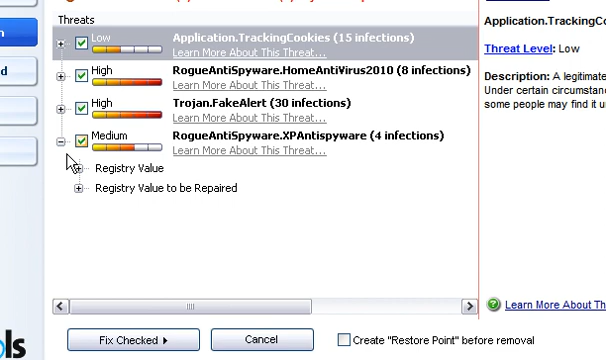 Threats
Low
Application.TrackingCookies (15 infections)
Learn More About This Threat...
High
RogueAntiSpyware.HomeAntiVirus2010 (8 infections)
Learn More About This Threat...
High
Trojan.FakeAlert (30 infections)
Learn More About This Threat...
Medium
RogueAntiSpyware.XPAntispyware (4 infections)
Learn More About This Threat...
Registry Value
Registry Value to be Repaired
Fix Checked
Cancel
Create "Restore Point" before removal
Application.TrackingCo
Threat Level: Low
Description: A legitimate
Under certain circumstanc
some people may find it u
Learn More About Th
n
d
ols